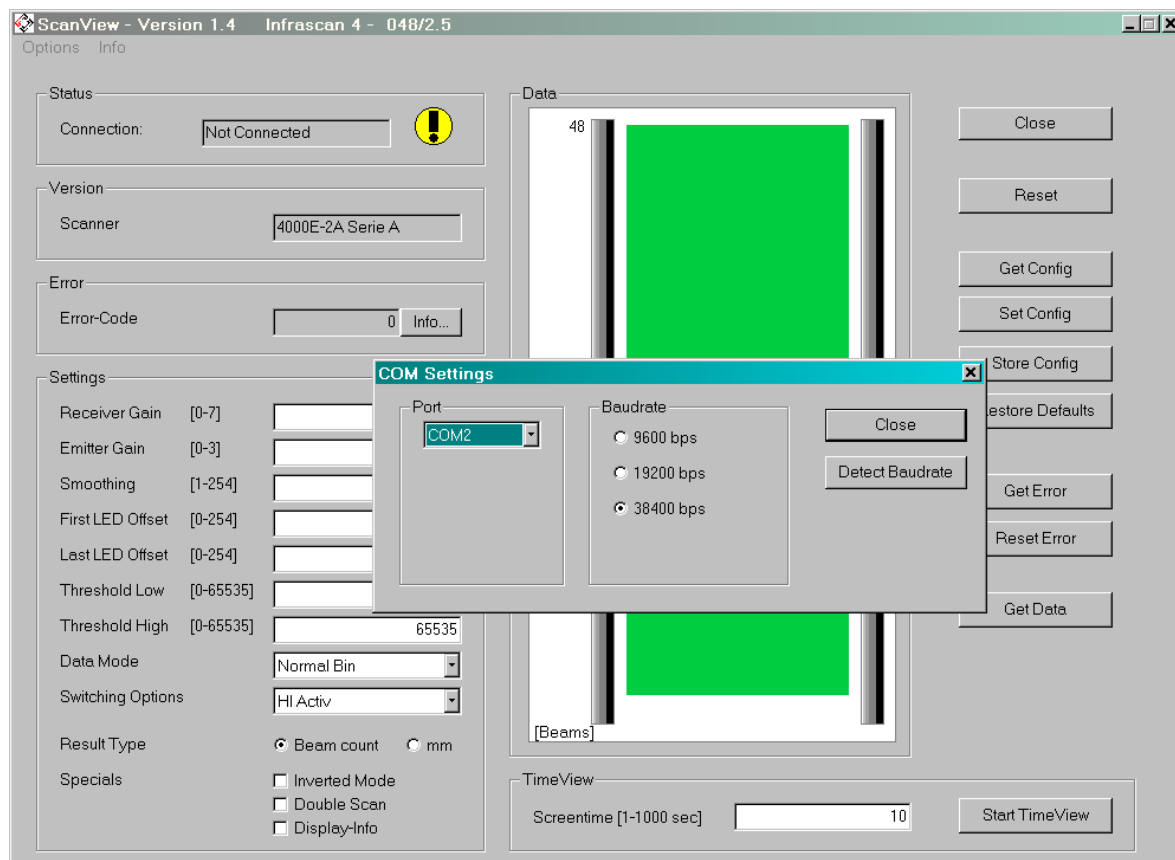 ScanView - Version 1.4 Infrascan 4 - 048/2.5
Options Info
Status
Connection: Not Connected
Version
Scanner 4000E-2A Serie A
Error
Error-Code 0 Info...
Settings
Receiver Gain [0-7]
Emitter Gain [0-3]
Smoothing [1-254]
First LED Offset [0-254]
Last LED Offset [0-254]
Threshold Low [0-65535]
Threshold High [0-65535] 65535
Data Mode Normal Bin
Switching Options HI Activ
Result Type Beam count mm
Specials Inverted Mode
Double Scan
Display-Info
Data
48
[Beams]
COM Settings
Port
COM2
Baudrate
9600 bps
19200 bps
38400 bps
Close
Detect Baudrate
TimeView
Screentime [1-1000 sec] 10
Start TimeView
Close
Reset
Get Config
Set Config
Store Config
estore Defaults
Get Error
Reset Error
Get Data